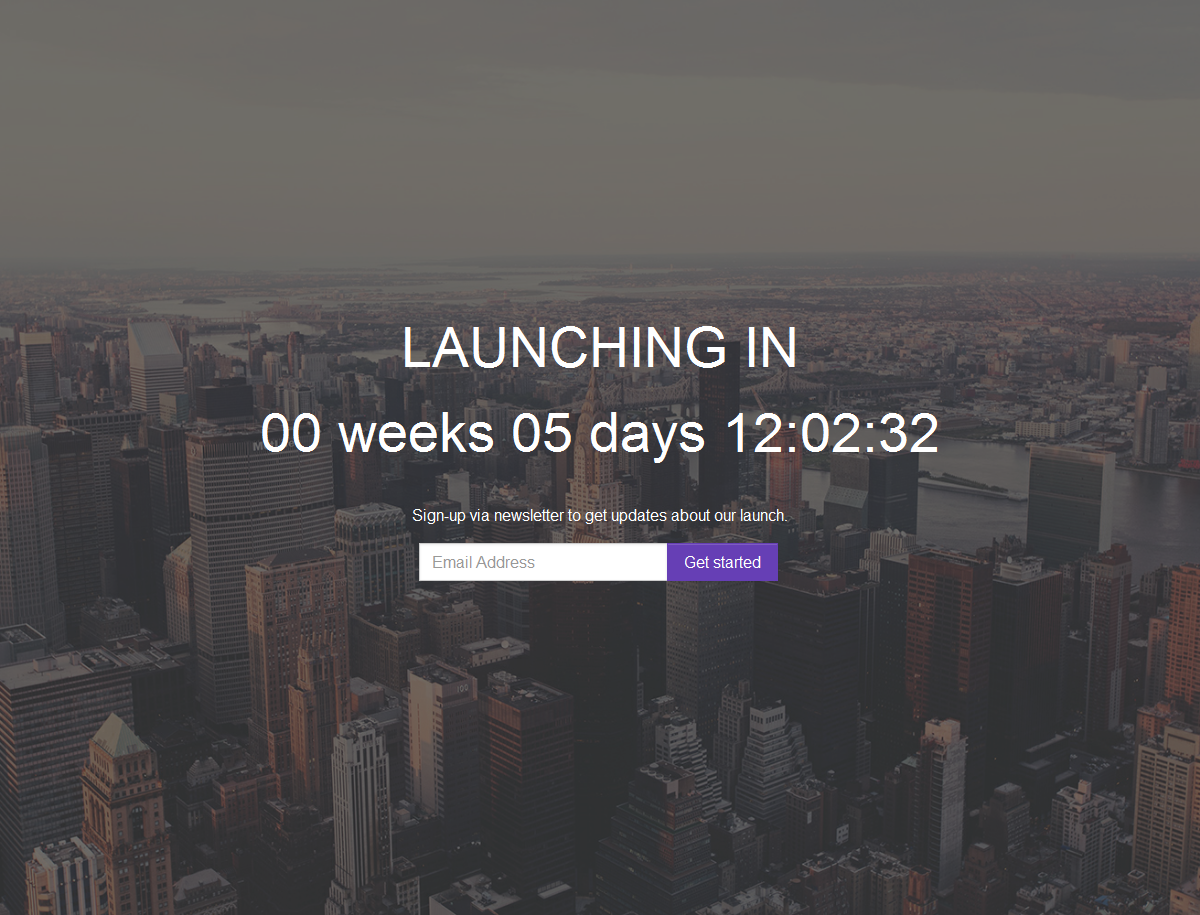 LAUNCHING IN
00 weeks 05 days 12:02:32
Sign-up via newsletter to get updates about our launch.
Email Address
Get started